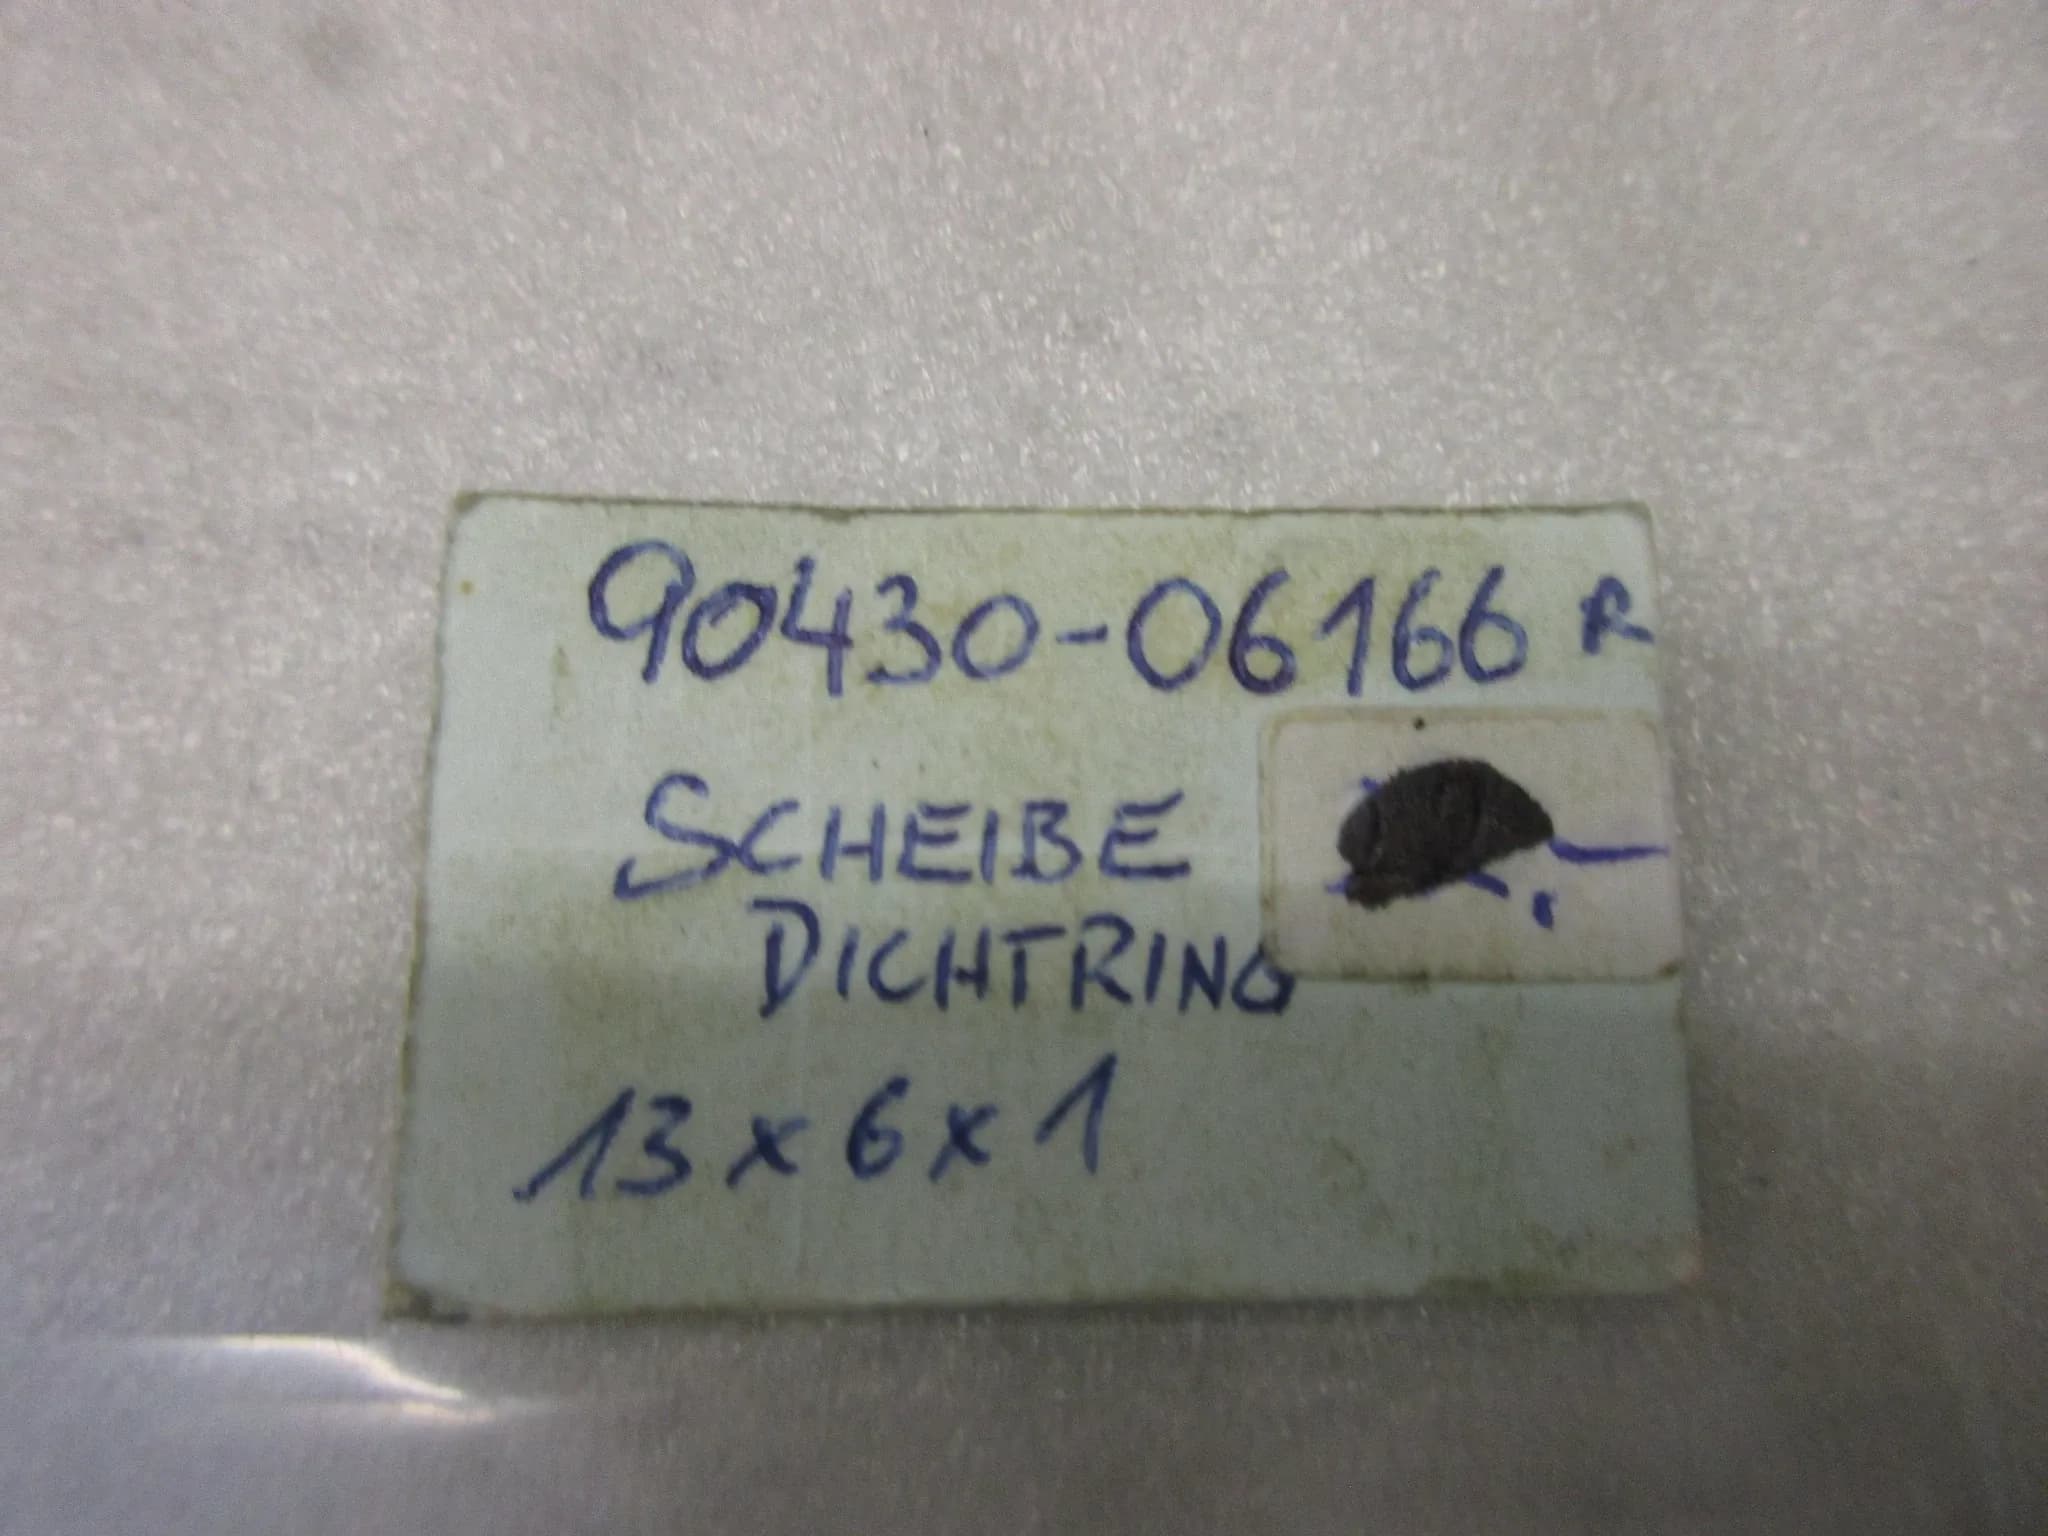 90430-06166 R
SCHEIBE
DICHTRING
13 x 6 x 1